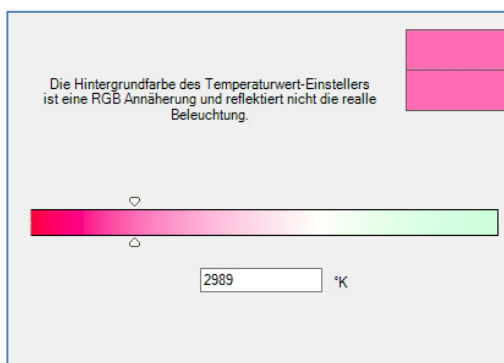 Die Hintergrundfarbe des Temperaturwert-Einstellers
ist eine RGB Annäherung und reflektiert nicht die realle
Beleuchtung.
2989 °K